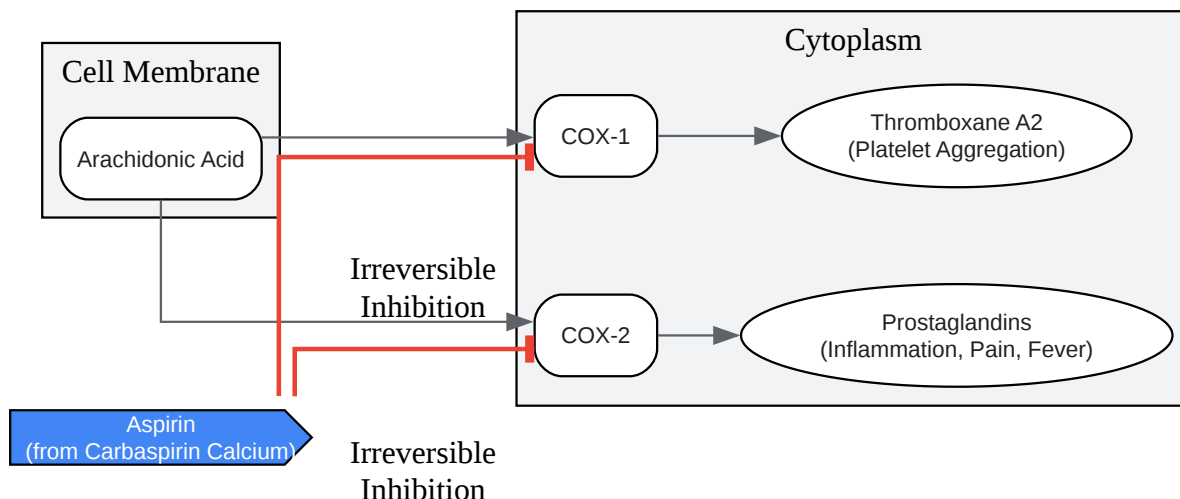 Cytoplasm
Cell Membrane
Arachidonic Acid
COX-1
Thromboxane A2
(Platelet Aggregation)
Irreversible
Inhibition
COX-2
Prostaglandins
(Inflammation, Pain, Fever)
Aspirin
(from Carbaspirin Calcium)
Irreversible
Inhibition